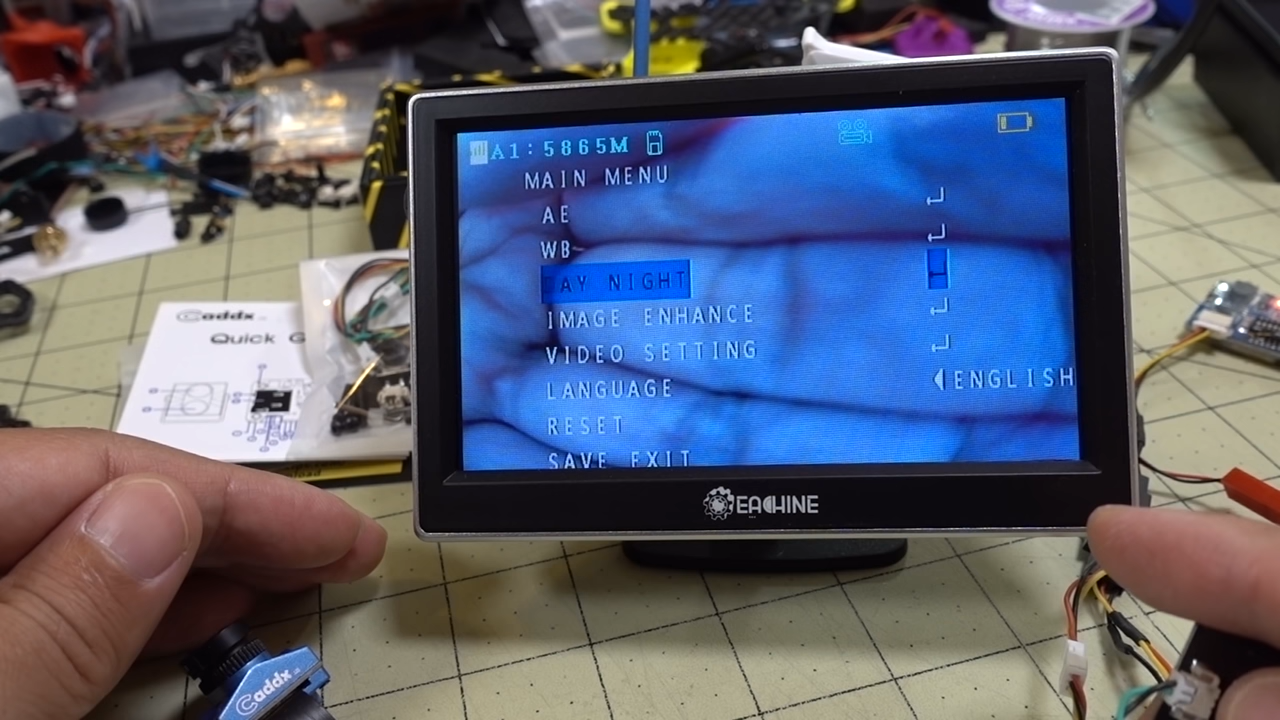 A1:5865M
MAIN MENU
AE
WB
DAY NIGHT
IMAGE ENHANCE
VIDEO SETTING
LANGUAGE ENGLISH
RESET
SAVE EXIT
EACHINE
Caddx
Quick G
Caddx